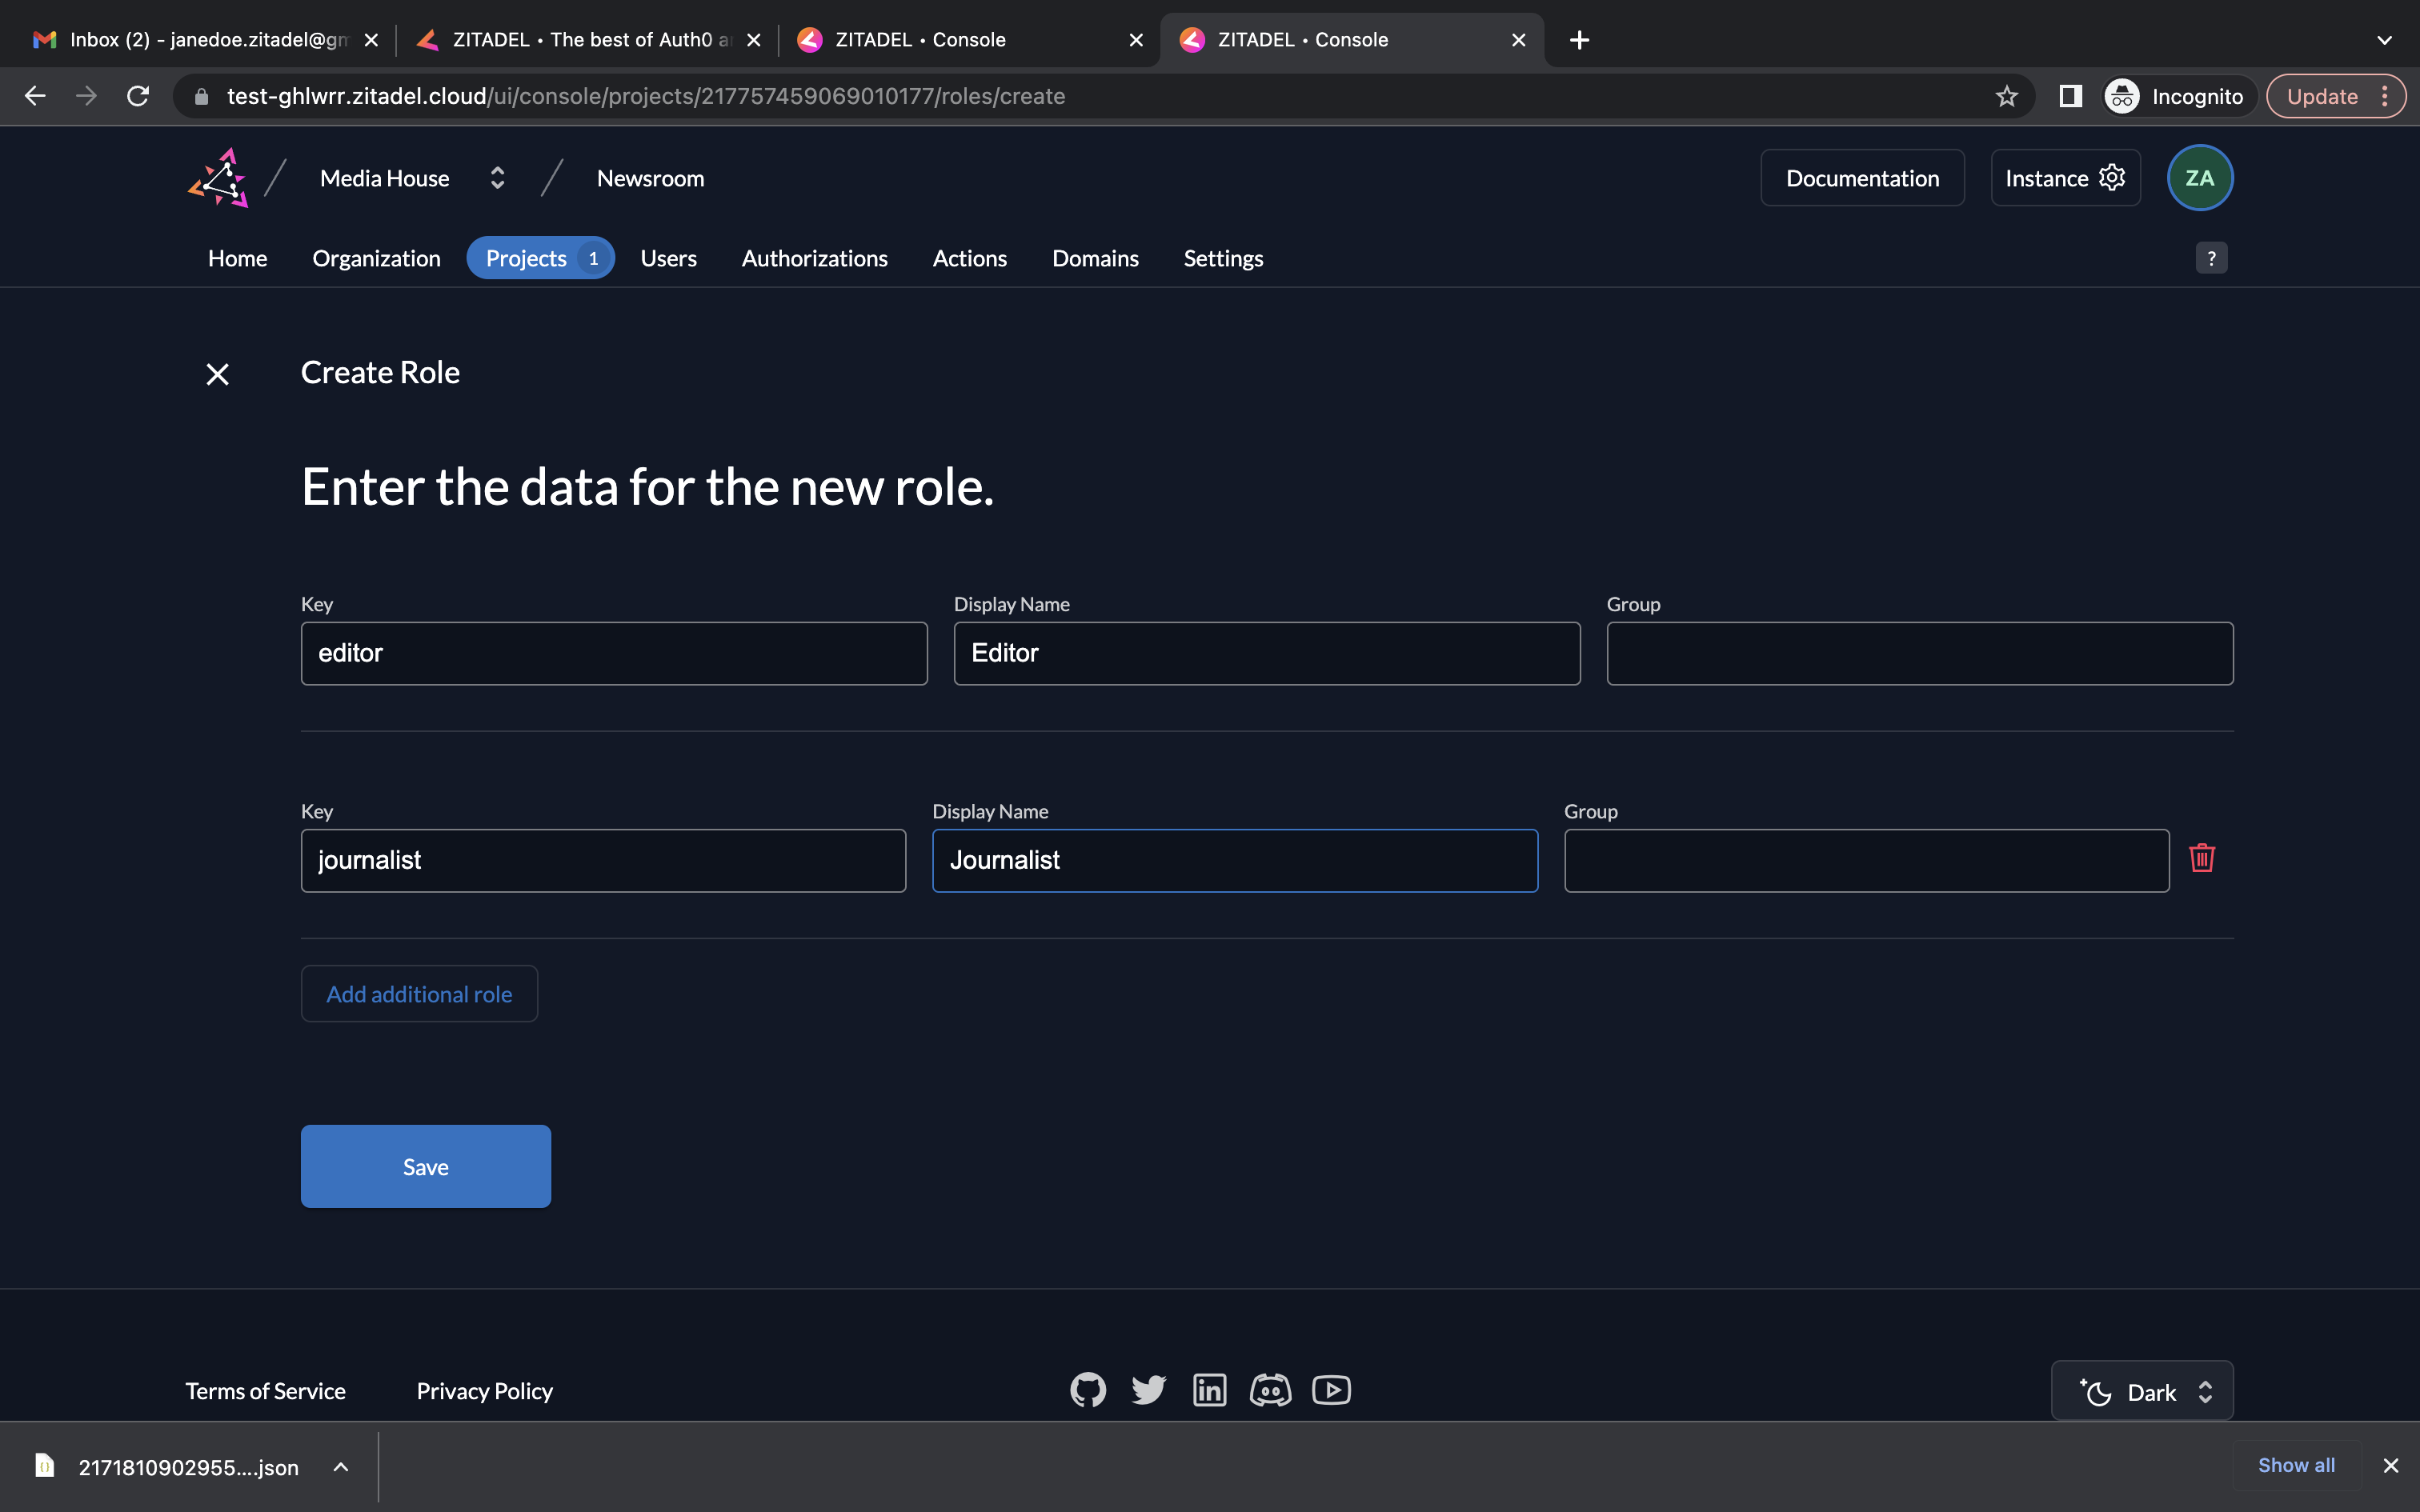 Inbox (2) - janedoe.zitadel@gm
ZITADEL • The best of Auth0 a
ZITADEL • Console
ZITADEL • Console
test-ghlwrr.zitadel.cloud/ui/console/projects/217757459069010177/roles/create
Incognito
Update
Media House
Newsroom
Documentation
Instance
ZA
Home
Organization
Projects 1
Users
Authorizations
Actions
Domains
Settings
?
Create Role
Enter the data for the new role.
Key
Display Name
Group
editor
Editor
Key
Display Name
Group
journalist
Journalist
Add additional role
Save
Terms of Service
Privacy Policy
in
Dark
2171810902955....json
Show all